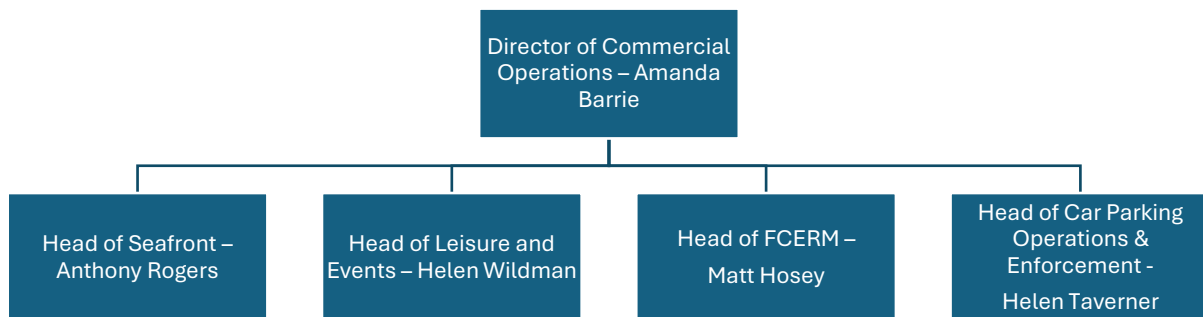 Director of Commercial
Operations – Amanda
Barrie
Head of Seafront –
Anthony Rogers
Head of Leisure and
Events – Helen Wildman
Head of FCERM –
Matt Hosey
Head of Car Parking
Operations &
Enforcement -
Helen Taverner